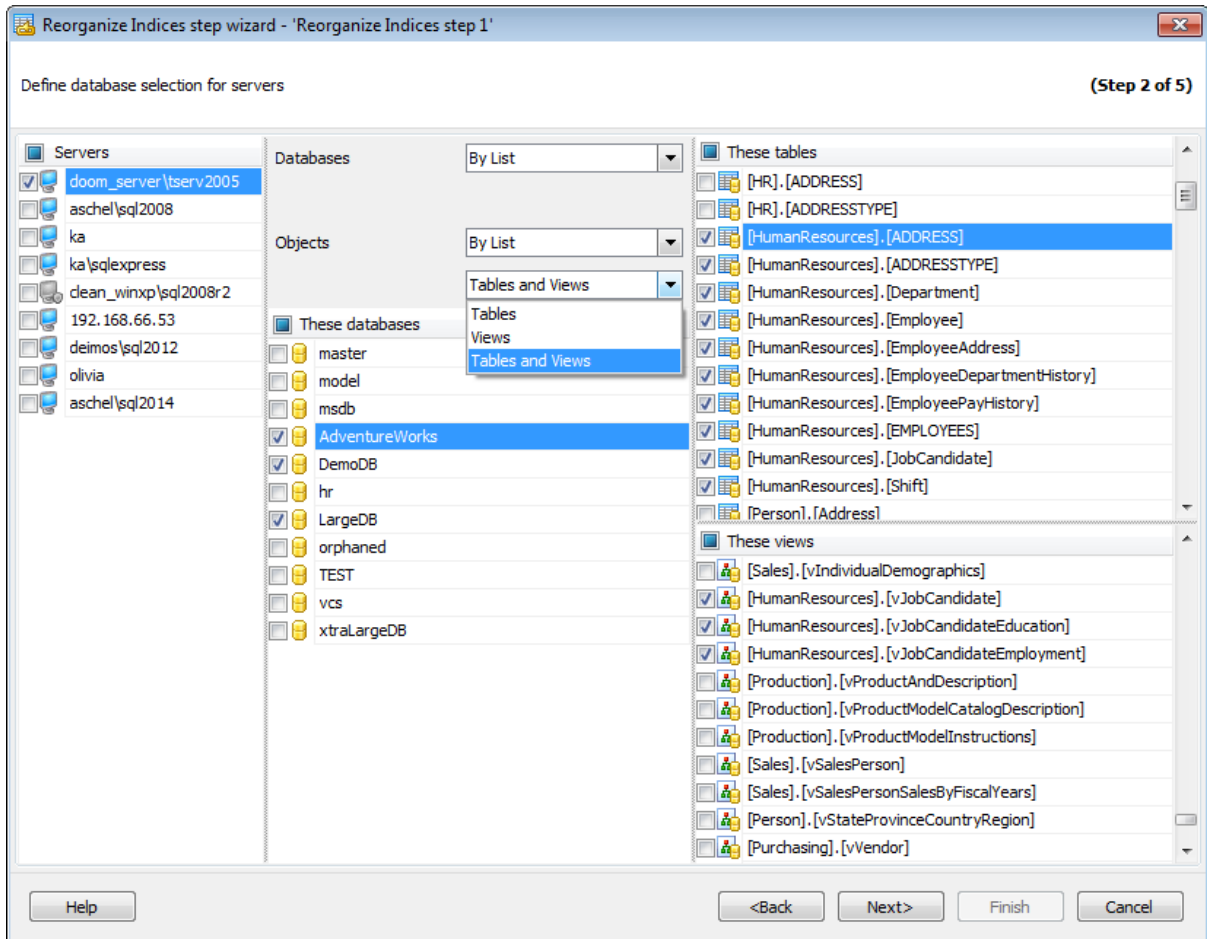 Reorganize Indices step wizard - 'Reorganize Indices step 1'
Define database selection for servers
(Step 2 of 5)
Servers
doom_server\tserv2005
aschel\sql2008
ka
ka\sqlexpress
clean_winxp\sql2008r2
192.168.66.53
deimos\sql2012
olivia
aschel\sql2014
Databases
By List
Objects
By List
Tables and Views
Tables
Views
Tables and Views
These databases
master
model
msdb
AdventureWorks
DemoDB
hr
LargeDB
orphaned
TEST
vcs
xtraLargeDB
These tables
[HR].[ADDRESS]
[HR].[ADDRESSTYPE]
[HumanResources].[ADDRESS]
[HumanResources].[ADDRESSTYPE]
[HumanResources].[Department]
[HumanResources].[Employee]
[HumanResources].[EmployeeAddress]
[HumanResources].[EmployeeDepartmentHistory]
[HumanResources].[EmployeePayHistory]
[HumanResources].[EMPLOYEES]
[HumanResources].[JobCandidate]
[HumanResources].[Shift]
[Person].[Address]
These views
[Sales].[vIndividualDemographics]
[HumanResources].[vJobCandidate]
[HumanResources].[vJobCandidateEducation]
[HumanResources].[vJobCandidateEmployment]
[Production].[vProductAndDescription]
[Production].[vProductModelCatalogDescription]
[Production].[vProductModelInstructions]
[Sales].[vSalesPerson]
[Sales].[vSalesPersonSalesByFiscalYears]
[Person].[vStateProvinceCountryRegion]
[Purchasing].[vVendor]
Help
<Back
Next>
Finish
Cancel